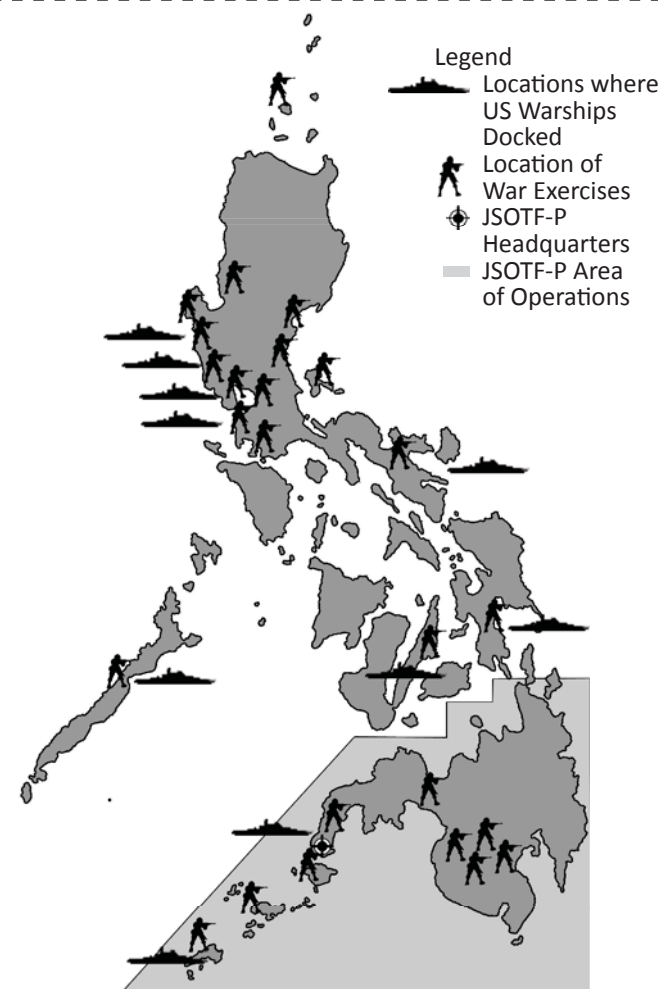 Legend
Locations where
US Warships
Docked
Location of
War Exercises
JSOTF-P
Headquarters
JSOTF-P Area
of Operations